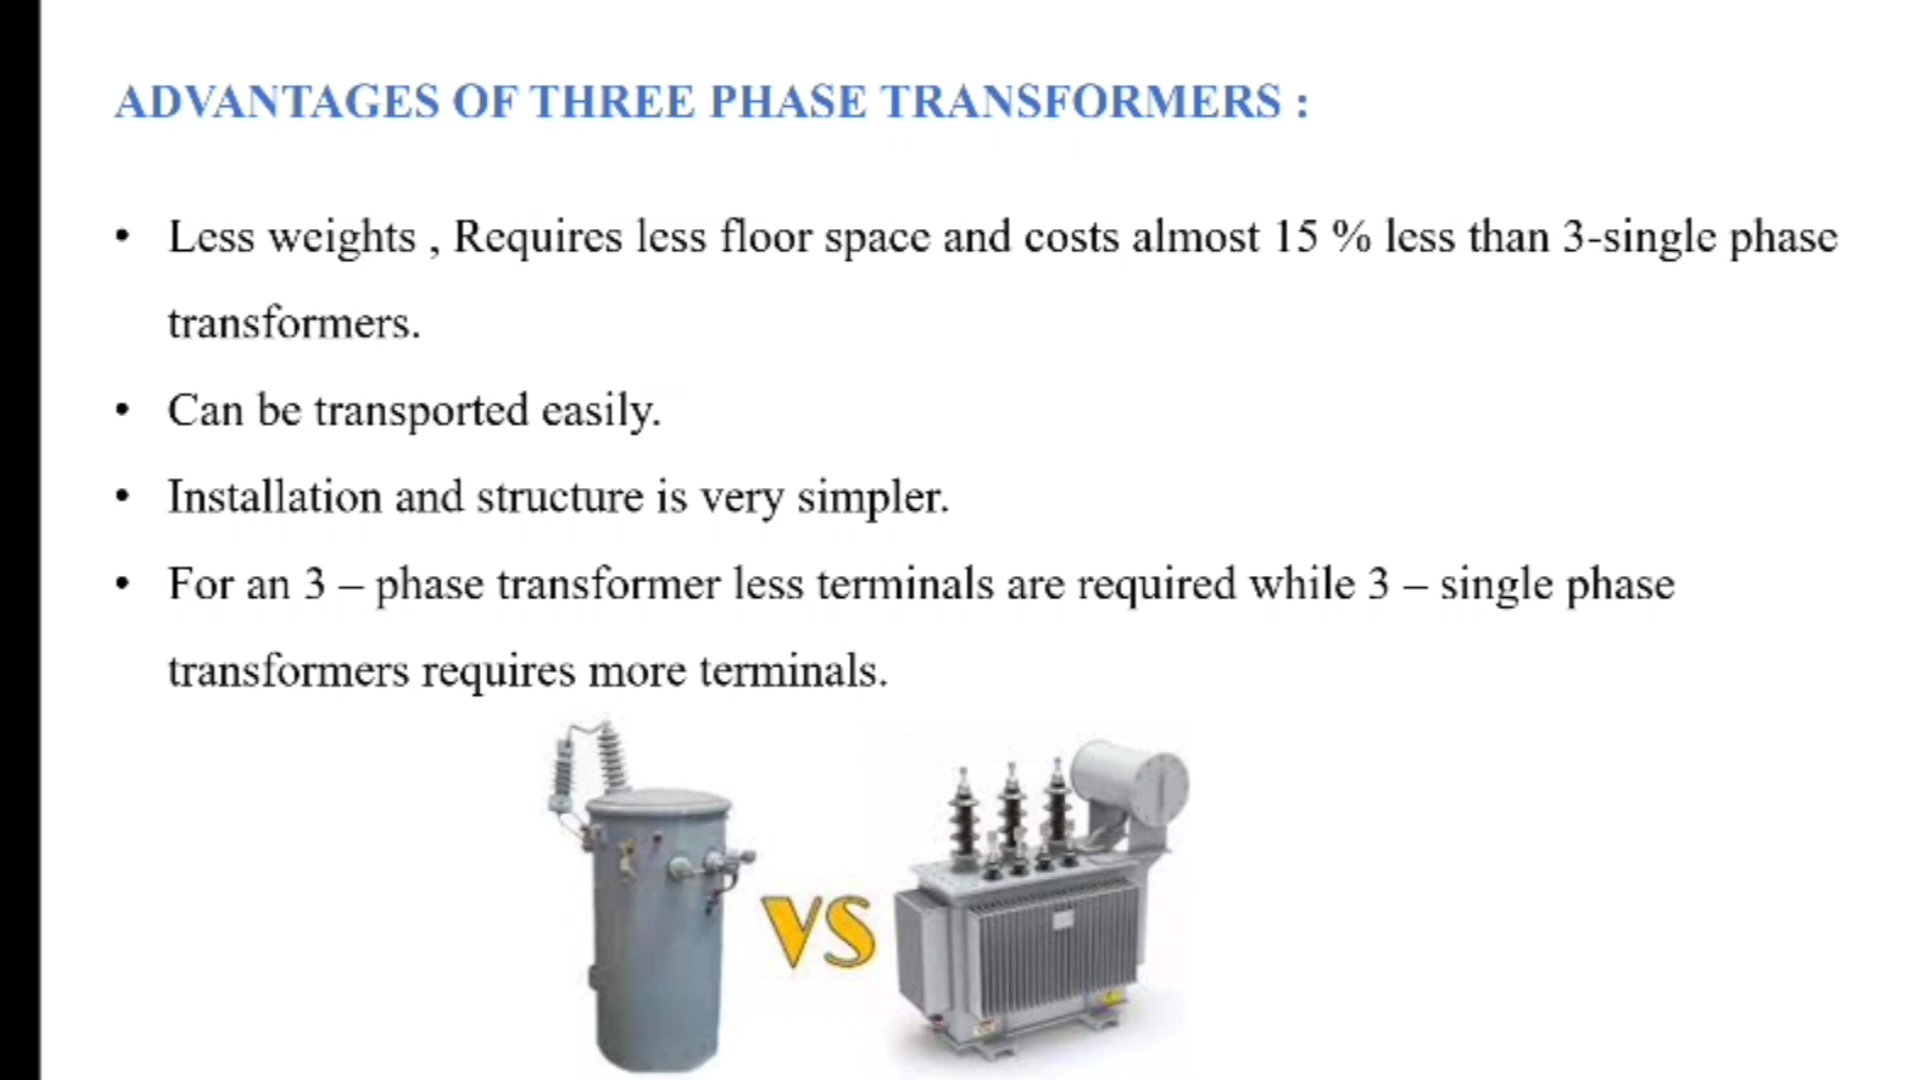 ADVANTAGES OF THREE PHASE TRANSFORMERS :
• Less weights , Requires less floor space and costs almost 15 % less than 3-single phase
transformers.
• Can be transported easily.
• Installation and structure is very simpler.
• For an 3 – phase transformer less terminals are required while 3 – single phase
transformers requires more terminals.
VS